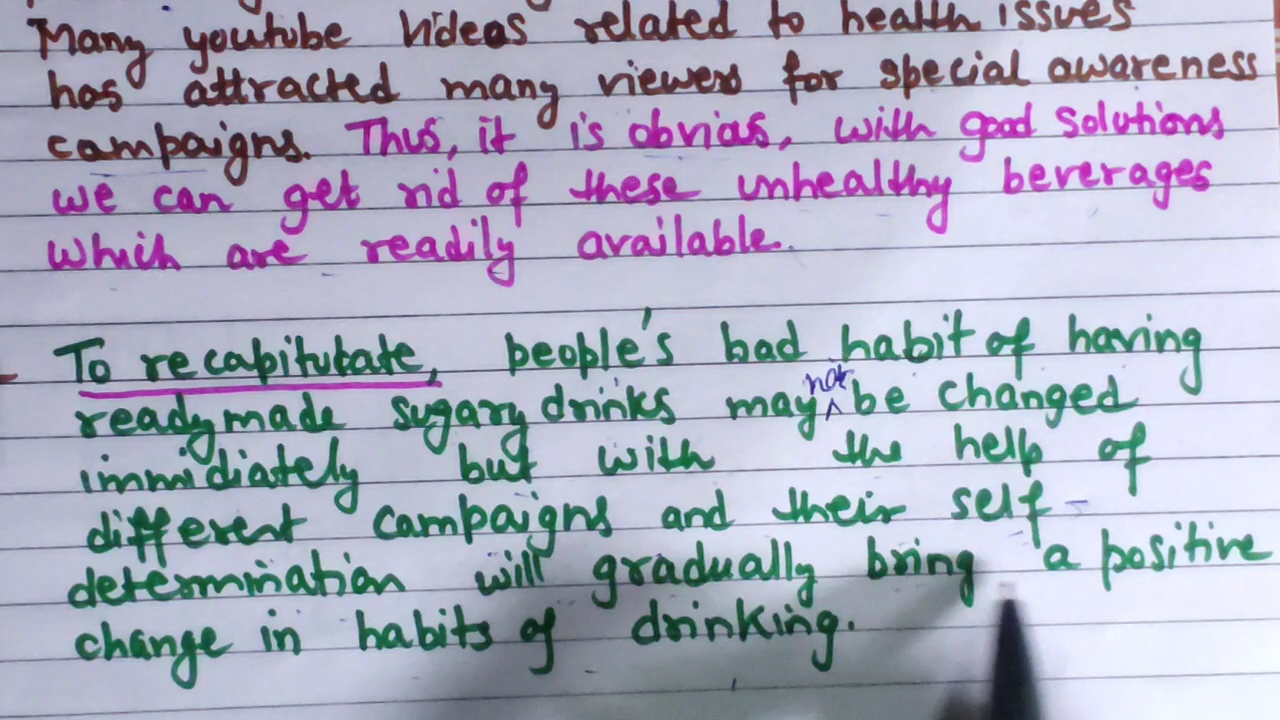 Many youtube videas related to health issues
has attracted many viewers for special awareness
campaigns. Thus, it is obvias, with good solutions
we can get rid of these unhealthy beverages
which are readily available.
To recapitutate, people's bad habit of having
readymade sugary drinks may not be changed
immidiately but with the help of
different campaigns and their self-
determination will gradually bring a positive
change in habits of drinking.